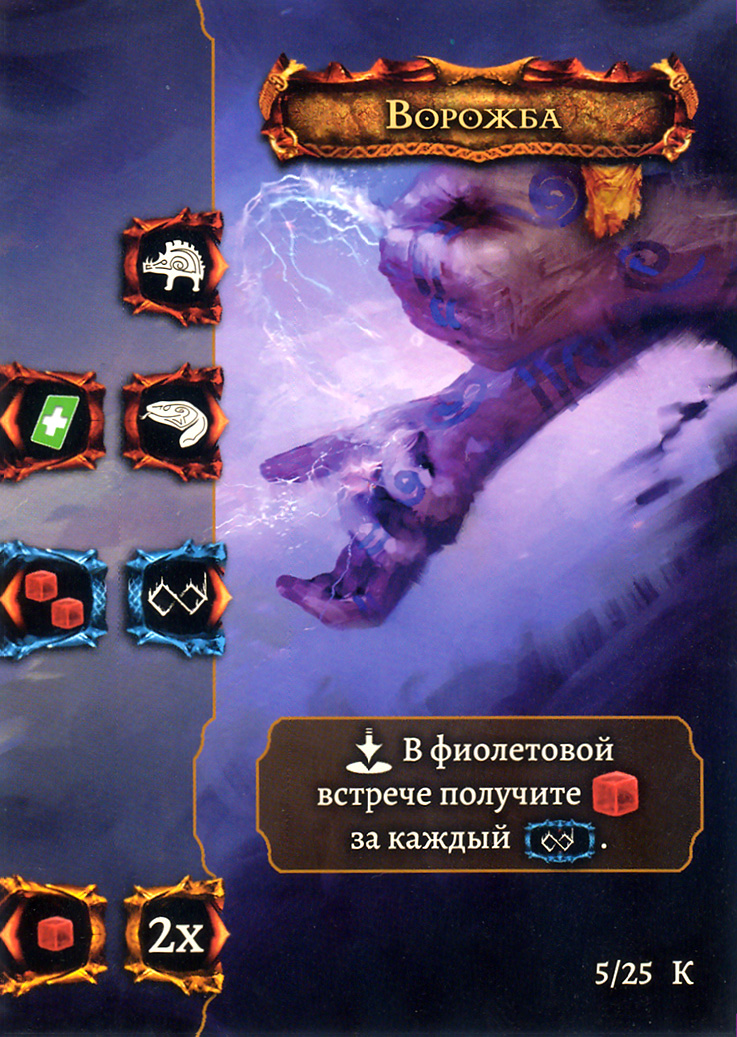 Ворожба
В фиолетовой
встрече получите
за каждый .
2x
5/25 К